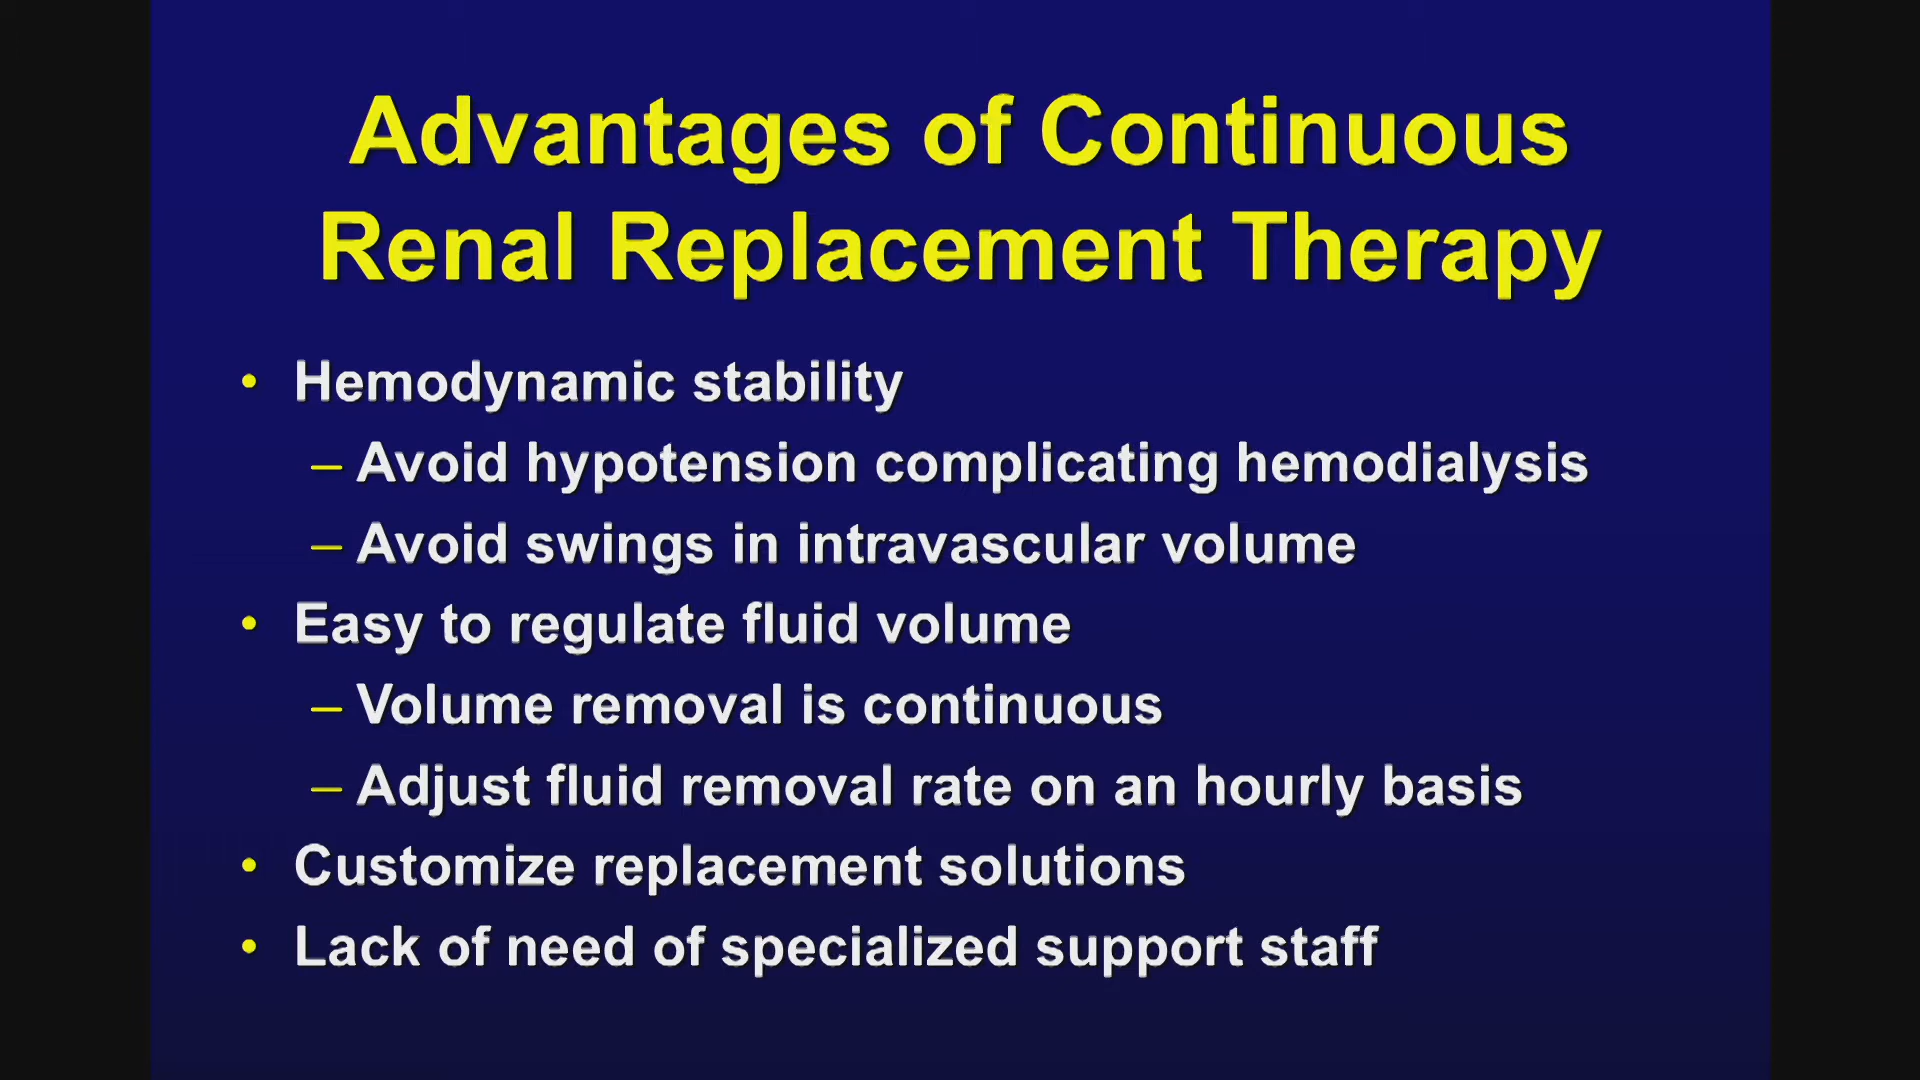 Advantages of Continuous
Renal Replacement Therapy
• Hemodynamic stability
– Avoid hypotension complicating hemodialysis
– Avoid swings in intravascular volume
• Easy to regulate fluid volume
– Volume removal is continuous
– Adjust fluid removal rate on an hourly basis
• Customize replacement solutions
• Lack of need of specialized support staff